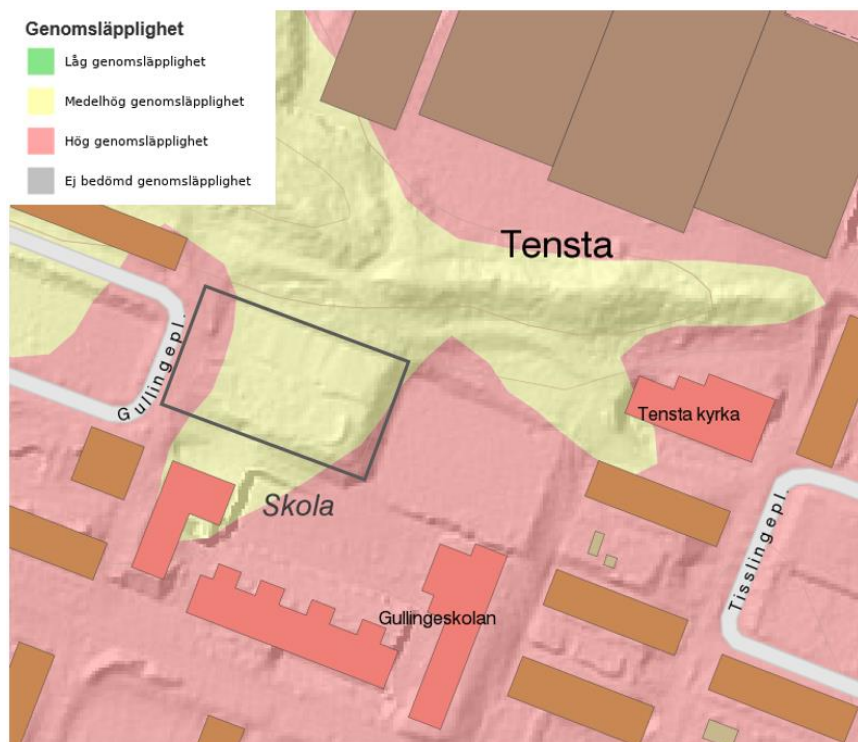 Genomsläpplighet
Låg genomsläpplighet
Medelhög genomsläpplighet
Hög genomsläpplighet
Ej bedömd genomsläpplighet
Tensta
Gullingepl.
Tensta kyrka
Skola
Tisslingepl.
Gullingeskolan